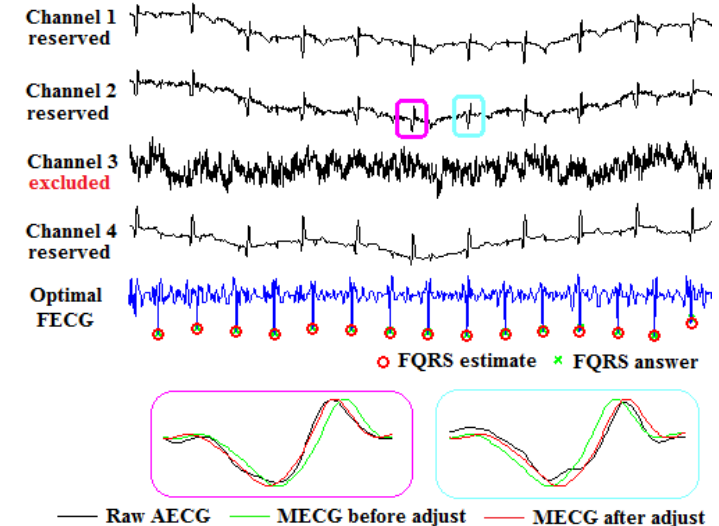 Channel 1
reserved
Channel 2
reserved
Channel 3
excluded
Channel 4
reserved
Optimal
FECG
FQRS estimate
FQRS answer
Raw AECG
MECG before adjust
MECG after adjust